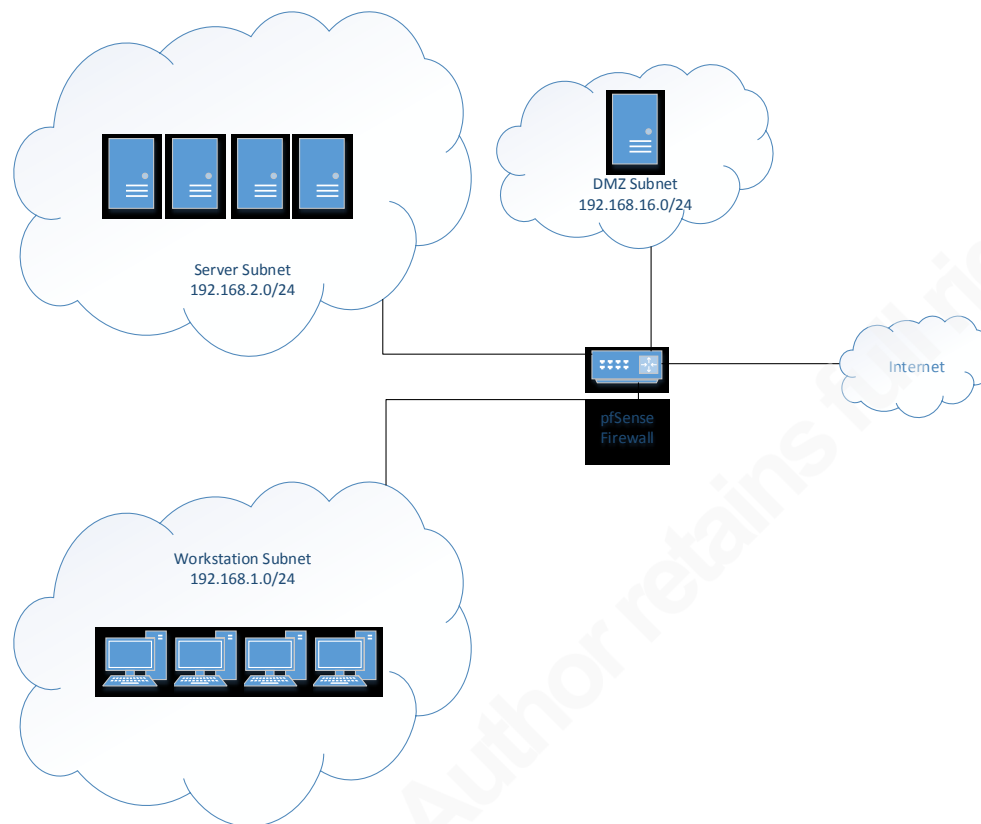 DMZ Subnet
192.168.16.0/24
Server Subnet
192.168.2.0/24
Internet
pfSense
Firewall
Workstation Subnet
192.168.1.0/24
Author retains full ri